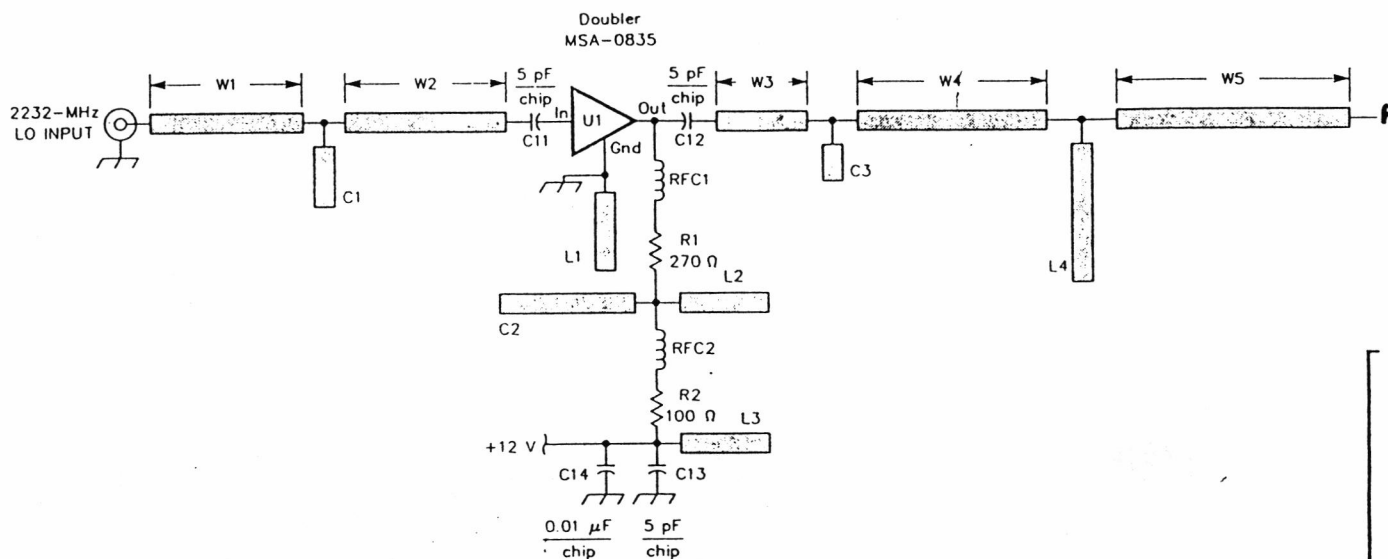 Doubler
MSA-0835
W1
W2
5 pF
chip
5 pF
chip
W3
W4
W5
2232-MHz
LO INPUT
In
U1
Out
C11
C12
Gnd
C1
RFC1
C3
L1
R1
270 Ω
L4
L2
C2
RFC2
R2
100 Ω
L3
+12 V
C14
C13
0.01 μF
chip
5 pF
chip